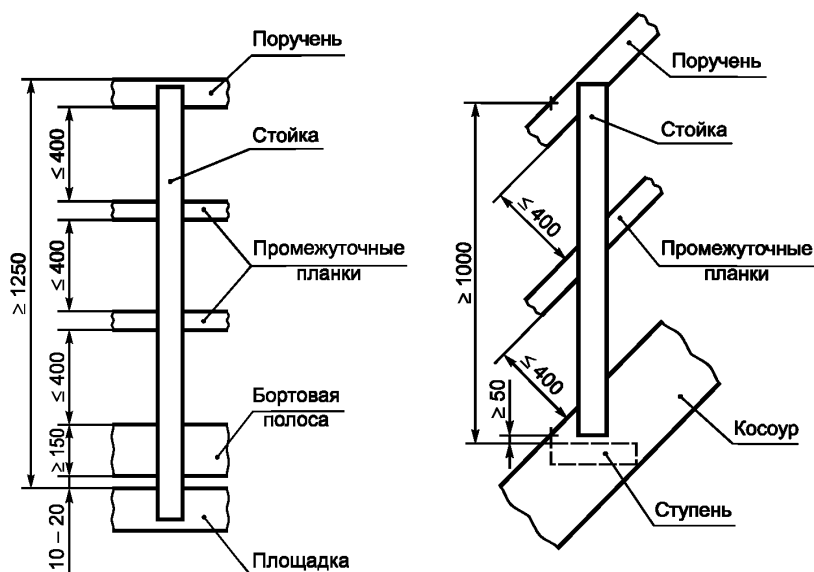 Поручень
≤ 400
Стойка
≤ 400
Промежуточные
планки
≥ 1250
≤ 400
Бортовая
полоса
≥150
10 – 20
Площадка
Поручень
Стойка
≤ 400
Промежуточные
планки
≥ 1000
≤ 400
≥ 50
Косоур
Ступень